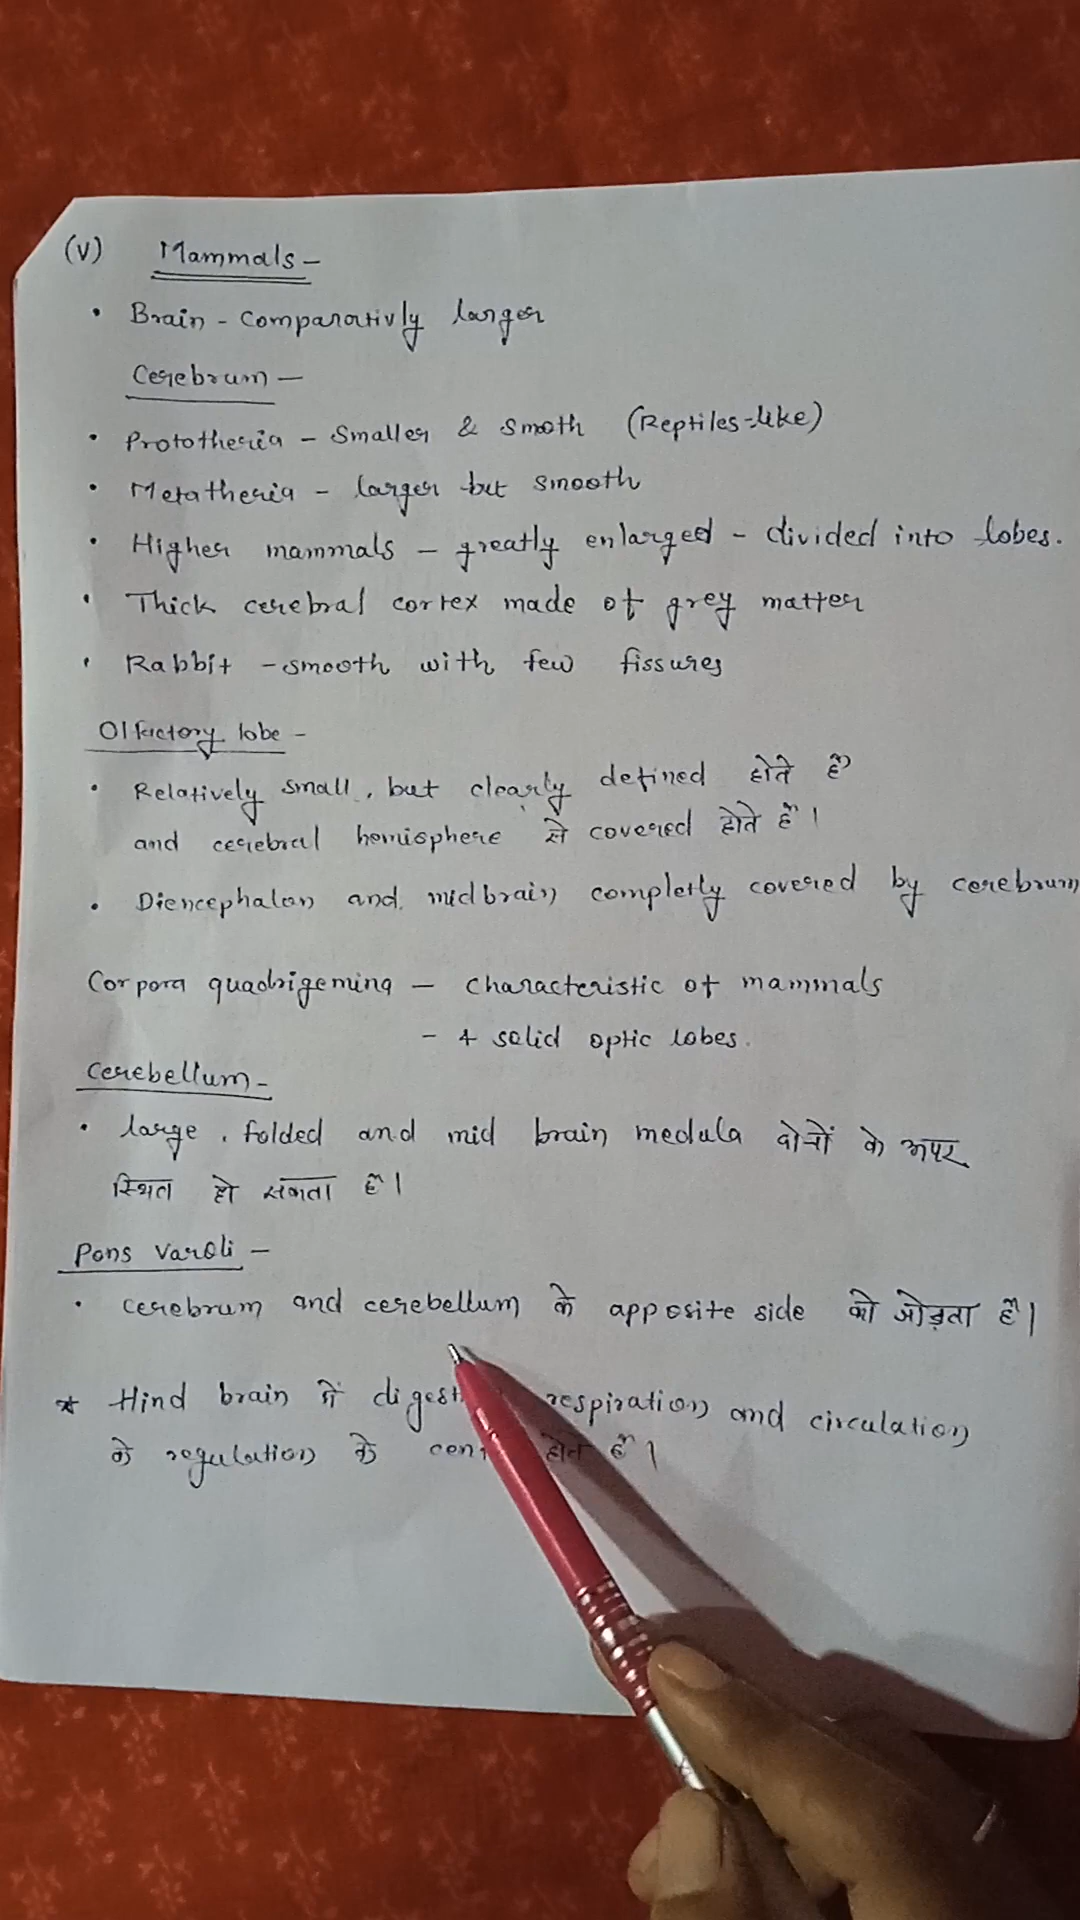 (V) Mammals -
• Brain - comparativly larger
Cerebrum -
• Prototheria - smaller & smoth (Reptiles-like)
• Metatheria - larger but smooth
• Higher mammals - greatly enlarged - divided into lobes.
• Thick cerebral cortex made of grey matter
• Rabbit - smooth with few fissures
Olfactory lobe -
• Relatively small, but clearly defined होते हैं
and cerebral hemisphere से covered होते हैं।
• Diencephalon and midbrain completly covered by cerebrum
Corpora quadrigemina - characteristic of mammals
- 4 solid optic lobes.
Cerebellum -
• large, folded and mid brain medula दोनों के ऊपर
स्थित हो सकता है।
Pons Varoli -
• cerebrum and cerebellum के apposite side को जोड़ता है।
* Hind brain में digest respiration and circulation
के regulation के cen होते हैं।